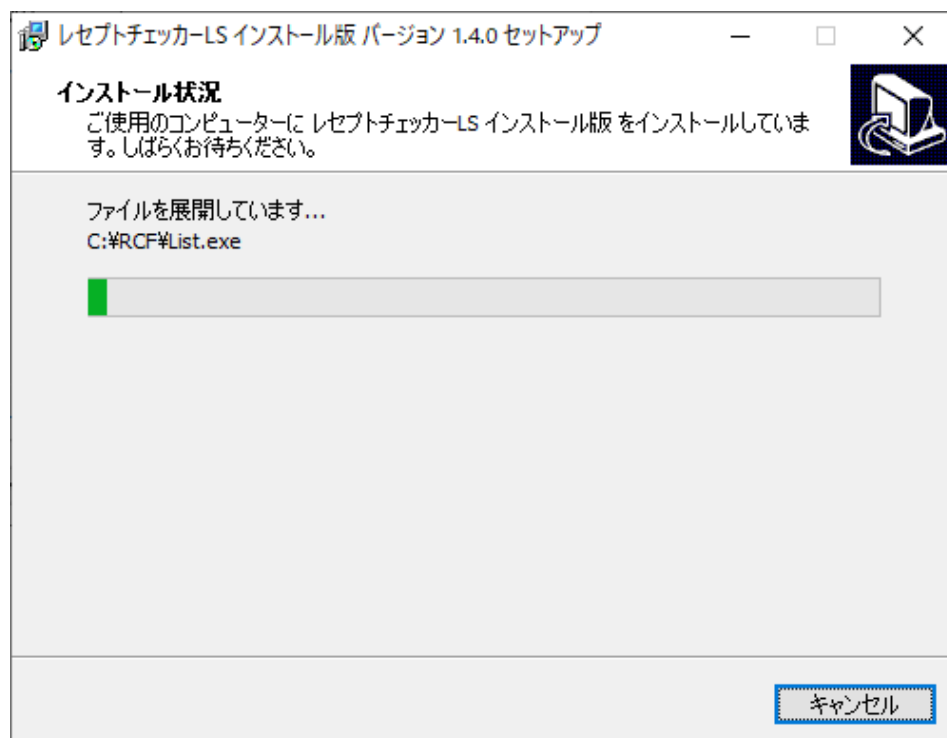 レセプトチェッカーLS インストール版 バージョン 1.4.0 セットアップ
インストール状況
ご使用のコンピューターに レセプトチェッカーLS インストール版 をインストールしていま
す。しばらくお待ちください。
ファイルを展開しています...
C:¥RCF¥List.exe
キャンセル